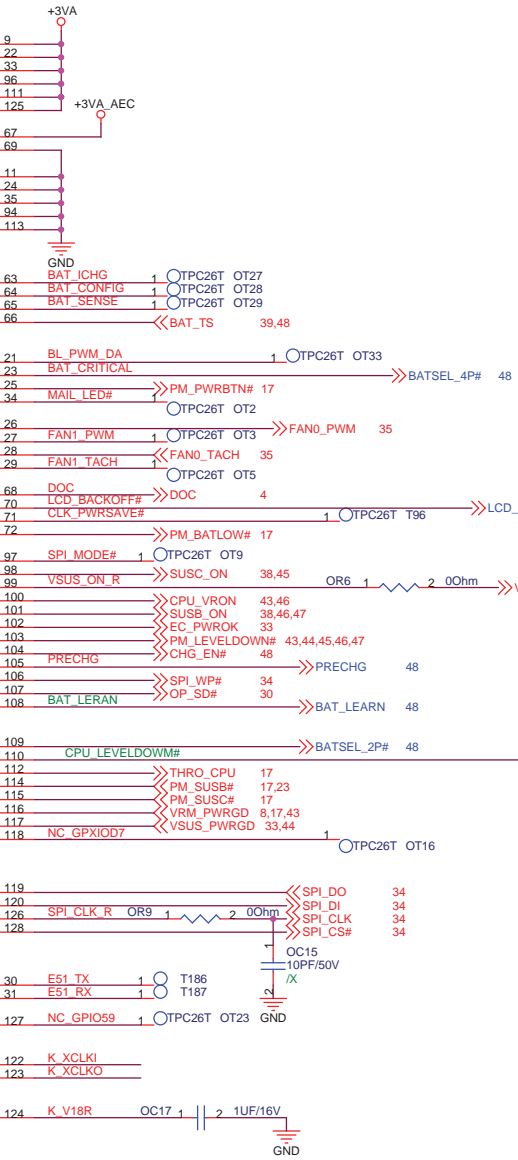 +3VA
9
22
33
96
111
125
+3VA_AEC
67
69
11
24
35
94
113
GND
63 BAT_ICHG 1 TPC26T OT27
64 BAT_CONFIG 1 TPC26T OT28
65 BAT_SENSE 1 TPC26T OT29
66 BAT_TS 39,48
21 BL_PWM_DA 1 TPC26T OT33
23 BAT_CRITICAL BATSEL_4P# 48
25 PM_PWRBTN# 17
34 MAIL_LED# 1 TPC26T OT2
26 FAN0_PWM 35
27 FAN1_PWM 1 TPC26T OT3
28 FAN0_TACH 35
29 FAN1_TACH 1 TPC26T OT5
68 DOC DOC 4
70 LCD_BACKOFF# LCD_
71 CLK_PWRSAVE# 1 TPC26T T96
72 PM_BATLOW# 17
97 SPI_MODE# 1 TPC26T OT9
98 SUSC_ON 38,45
99 VSUS_ON_R OR6 1 2 0Ohm
100 CPU_VRON 43,46
101 SUSB_ON 38,46,47
102 EC_PWROK 33
103 PM_LEVELDOWN# 43,44,45,46,47
104 CHG_EN# 48
105 PRECHG PRECHG 48
106 SPI_WP# 34
107 OP_SD# 30
108 BAT_LERAN BAT_LEARN 48
109 BATSEL_2P# 48
110 CPU_LEVELDOWM#
112 THRO_CPU 17
114 PM_SUSB# 17,23
115 PM_SUSC# 17
116 VRM_PWRGD 8,17,43
117 VSUS_PWRGD 33,44
118 NC_GPXIOD7 1 TPC26T OT16
119 SPI_DO 34
120 SPI_DI 34
126 SPI_CLK_R OR9 1 2 0Ohm SPI_CLK 34
128 SPI_CS# 34
1 OC15
10PF/50V
/X
2
GND
30 E51_TX 1 T186
31 E51_RX 1 T187
127 NC_GPIO59 1 TPC26T OT23
122 K_XCLKI
123 K_XCLKO
124 K_V18R OC17 1 2 1UF/16V
GND